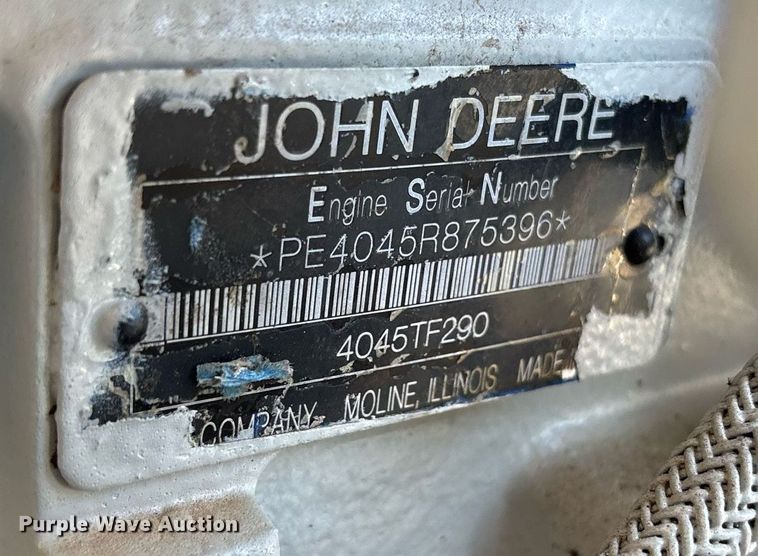 JOHN DEERE
Engine Serial Number
*PE4045R875396*
4045TF290
COMPANY MOLINE, ILLINOIS MADE
Purple Wave Auction